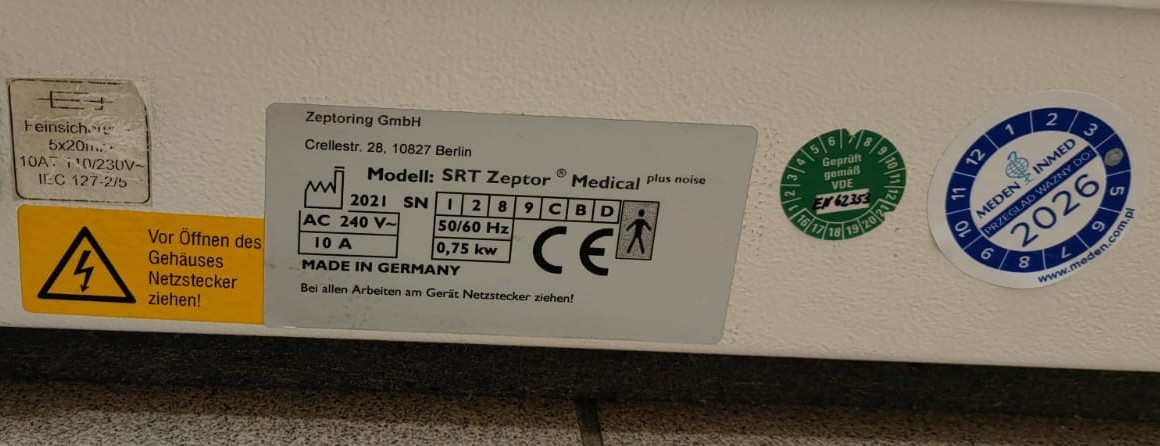 10AT 110/230V~
IEC 127-2/5
Vor Öffnen des
Gehäuses
Netzstecker
ziehen!
Zeptoring GmbH
Crellestr. 28, 10827 Berlin
Modell: SRT Zeptor ® Medical plus noise
2021 SN 1 2 8 9 C B D
AC 240 V~ 50/60 Hz
10 A 0,75 kw
CE
MADE IN GERMANY
Bei allen Arbeiten am Gerät Netzstecker ziehen!
2 3 4 5 6 7 8 9 10 11 12
Geprüft
gemäß
VDE
EN 62353
16 17 18 19 20 21
12 1 2 3
MEDEN INMED
PRZEGLĄD WAŻNY DO:
2026
5 6 7 8 9 10 11
www.meden.com.pl